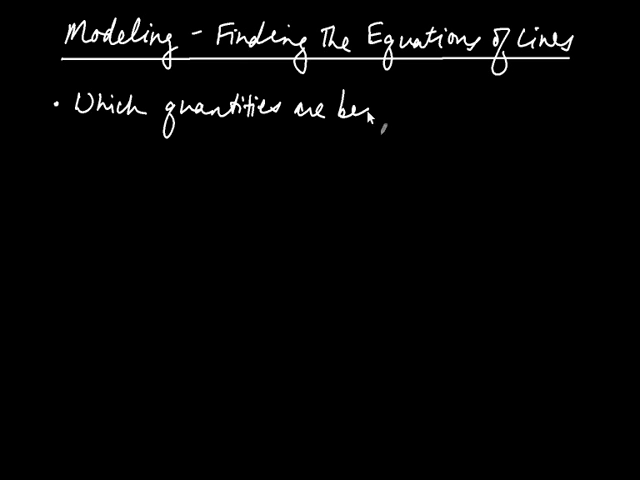 Modeling - Finding The Equations of Lines
• Which quantities are be